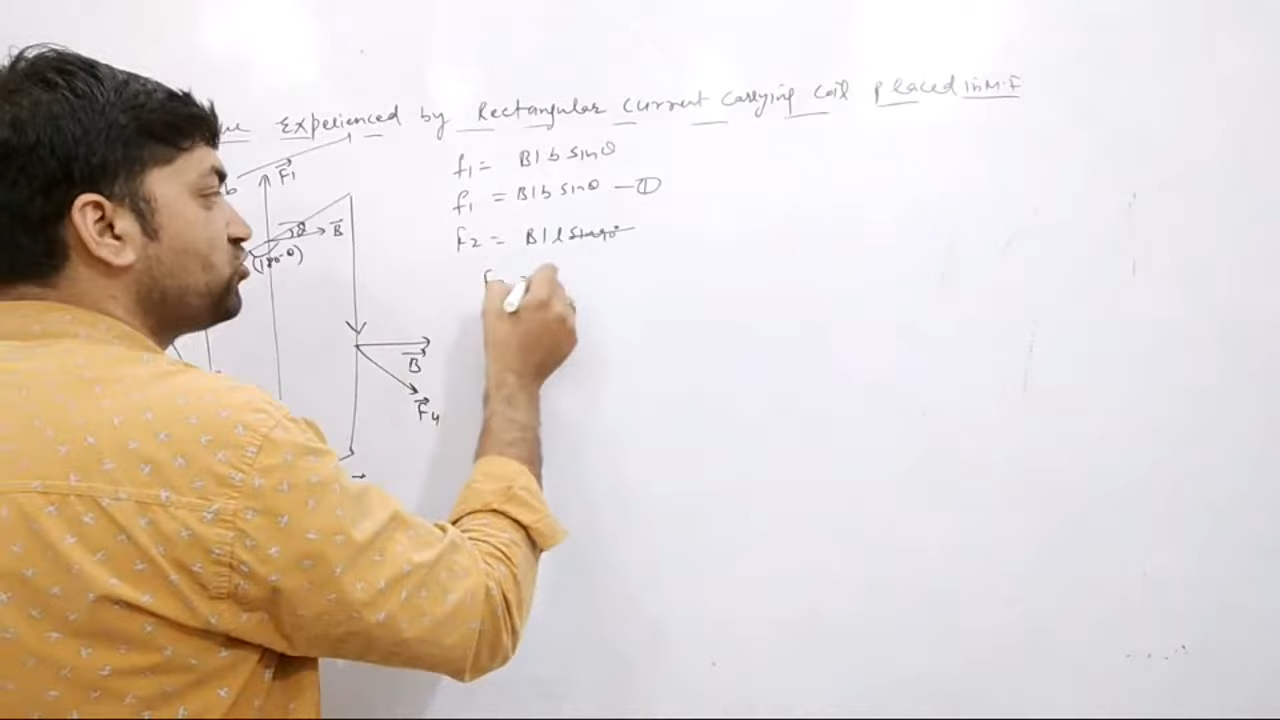 Experienced by Rectangular Current Carrying Coil Placed in M.F
b
F₁
f₁ = BIb sinθ
f₁ = BIb sinθ — ①
θ B
(180-θ)
F₂ = BIl sin90°
B
F₄